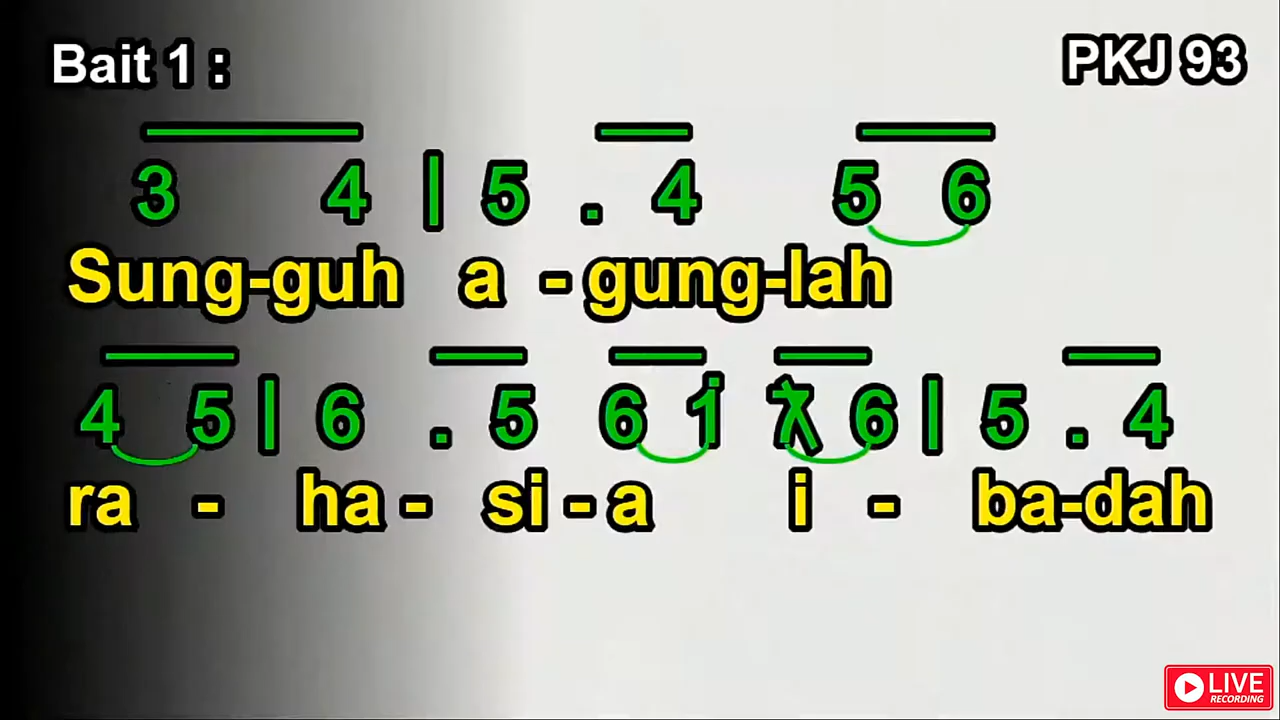 Bait 1 : PKJ 93
3 4 | 5 . 4 5 6
Sung-guh a - gung-lah
4 5 | 6 . 5 6 1̇ 7̸ 6 | 5 . 4
ra - ha - si - a i - ba-dah
LIVE
RECORDING